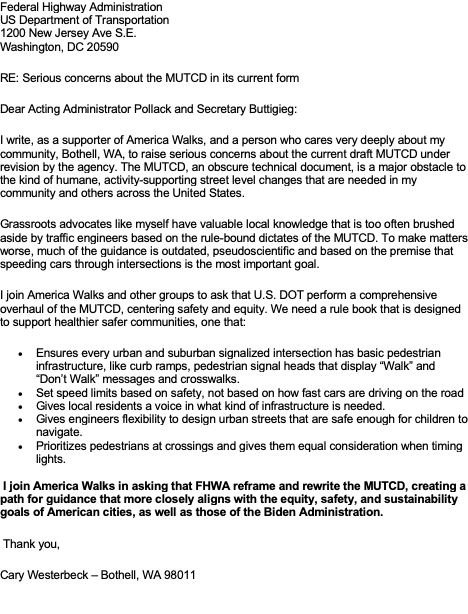 Federal Highway Administration
US Department of Transportation
1200 New Jersey Ave S.E.
Washington, DC 20590
RE: Serious concerns about the MUTCD in its current form
Dear Acting Administrator Pollack and Secretary Buttigieg:
I write, as a supporter of America Walks, and a person who cares very deeply about my
community, Bothell, WA, to raise serious concerns about the current draft MUTCD under
revision by the agency. The MUTCD, an obscure technical document, is a major obstacle to
the kind of humane, activity-supporting street level changes that are needed in my
community and others across the United States.
Grassroots advocates like myself have valuable local knowledge that is too often brushed
aside by traffic engineers based on the rule-bound dictates of the MUTCD. To make matters
worse, much of the guidance is outdated, pseudoscientific and based on the premise that
speeding cars through intersections is the most important goal.
I join America Walks and other groups to ask that U.S. DOT perform a comprehensive
overhaul of the MUTCD, centering safety and equity. We need a rule book that is designed
to support healthier safer communities, one that:
• Ensures every urban and suburban signalized intersection has basic pedestrian
infrastructure, like curb ramps, pedestrian signal heads that display “Walk” and
“Don’t Walk” messages and crosswalks.
• Set speed limits based on safety, not based on how fast cars are driving on the road
• Gives local residents a voice in what kind of infrastructure is needed.
• Gives engineers flexibility to design urban streets that are safe enough for children to
navigate.
• Prioritizes pedestrians at crossings and gives them equal consideration when timing
lights.
I join America Walks in asking that FHWA reframe and rewrite the MUTCD, creating a
path for guidance that more closely aligns with the equity, safety, and sustainability
goals of American cities, as well as those of the Biden Administration.
Thank you,
Cary Westerbeck – Bothell, WA 98011